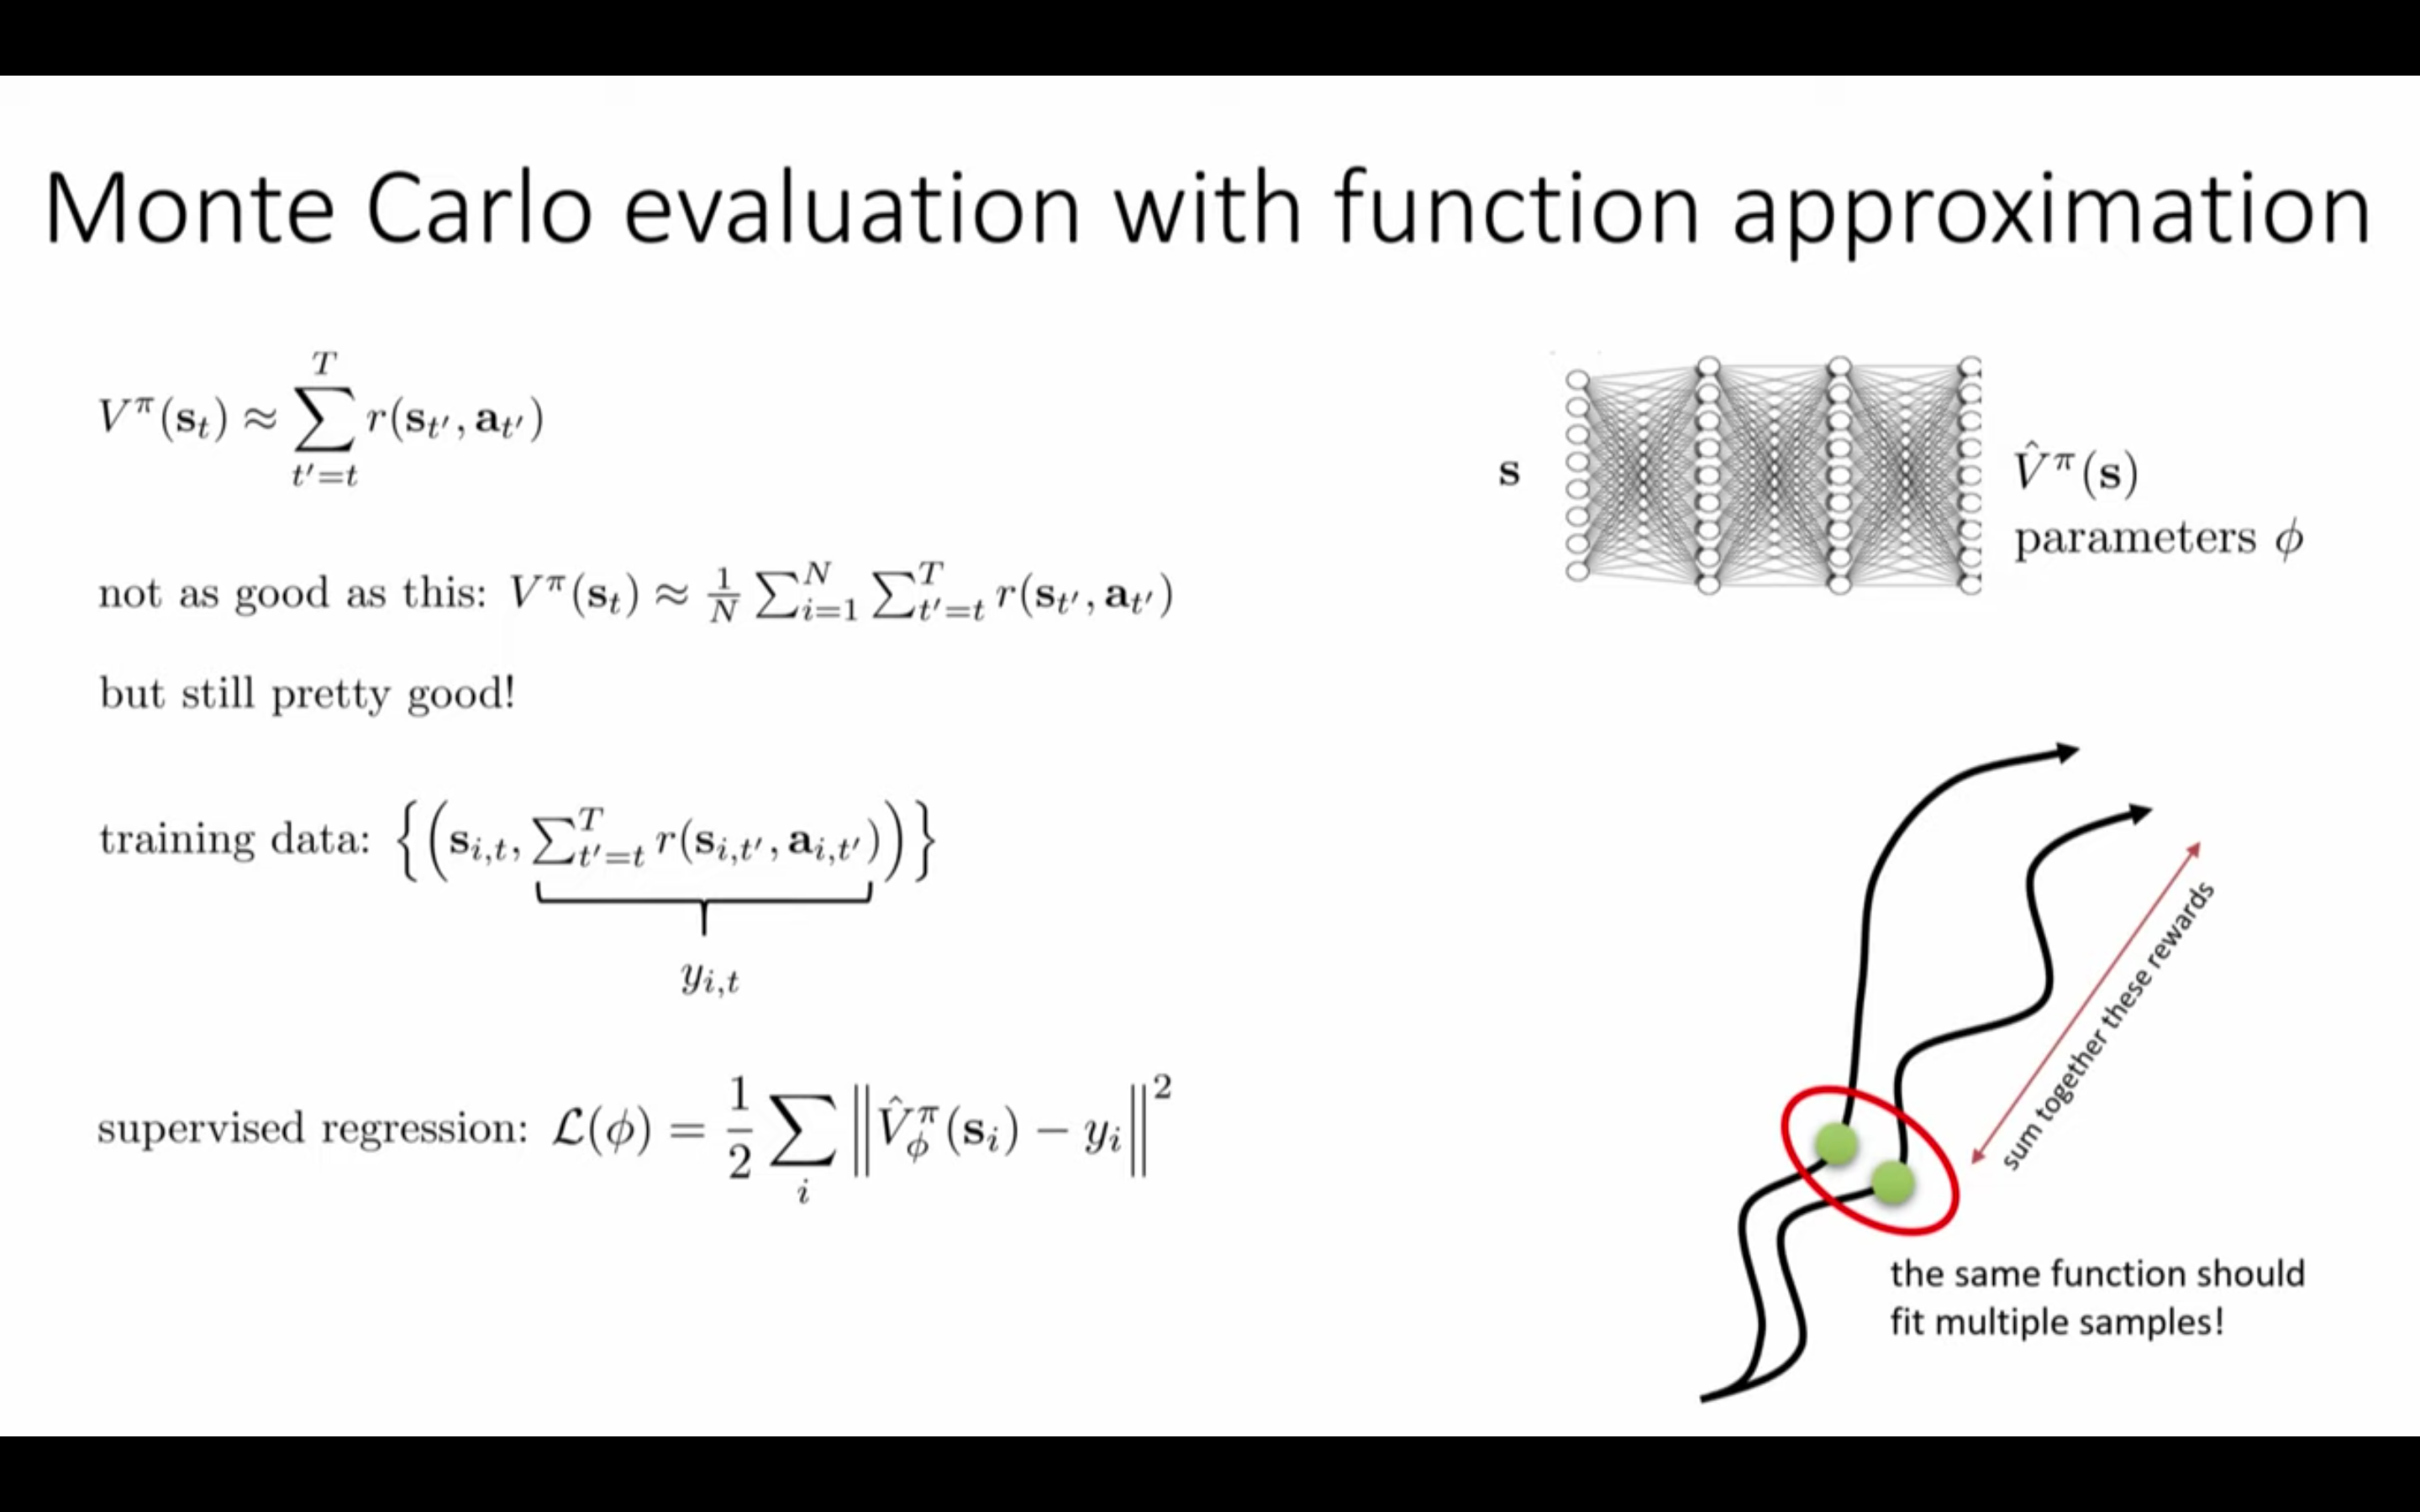 Monte Carlo evaluation with function approximation
$V^\pi(\mathbf{s}_t) \approx \sum_{t'=t}^{T} r(\mathbf{s}_{t'}, \mathbf{a}_{t'})$
not as good as this: $V^\pi(\mathbf{s}_t) \approx \frac{1}{N} \sum_{i=1}^{N} \sum_{t'=t}^{T} r(\mathbf{s}_{t'}, \mathbf{a}_{t'})$
but still pretty good!
training data: $\left\{ \left( \mathbf{s}_{i,t}, \sum_{t'=t}^{T} r(\mathbf{s}_{i,t'}, \mathbf{a}_{i,t'}) \right) \right\}$
$y_{i,t}$
supervised regression: $\mathcal{L}(\phi) = \frac{1}{2} \sum_i \left\| \hat{V}^\pi_\phi(\mathbf{s}_i) - y_i \right\|^2$
$\mathbf{s}$
$\hat{V}^\pi(\mathbf{s})$
parameters $\phi$
sum together these rewards
the same function should
fit multiple samples!